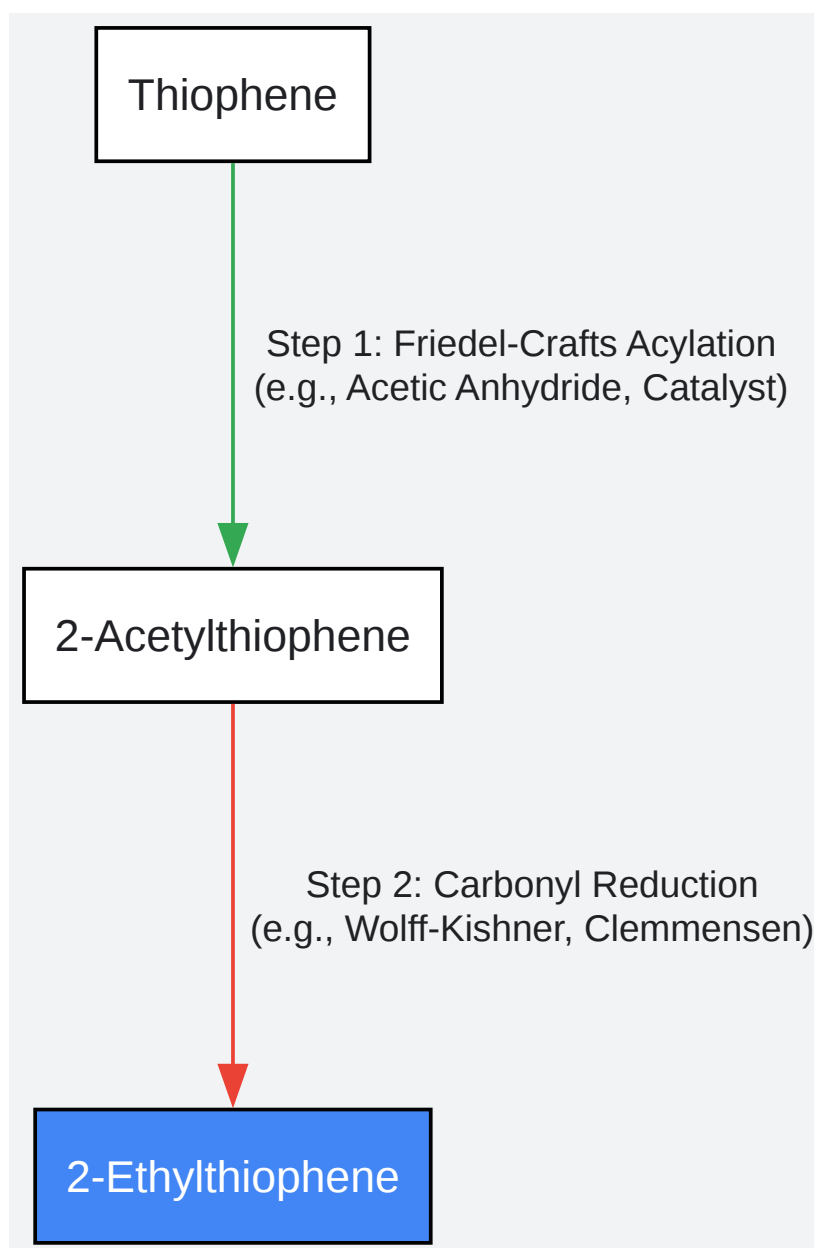 Thiophene
Step 1: Friedel-Crafts Acylation
(e.g., Acetic Anhydride, Catalyst)
2-Acetylthiophene
Step 2: Carbonyl Reduction
(e.g., Wolff-Kishner, Clemmensen)
2-Ethylthiophene